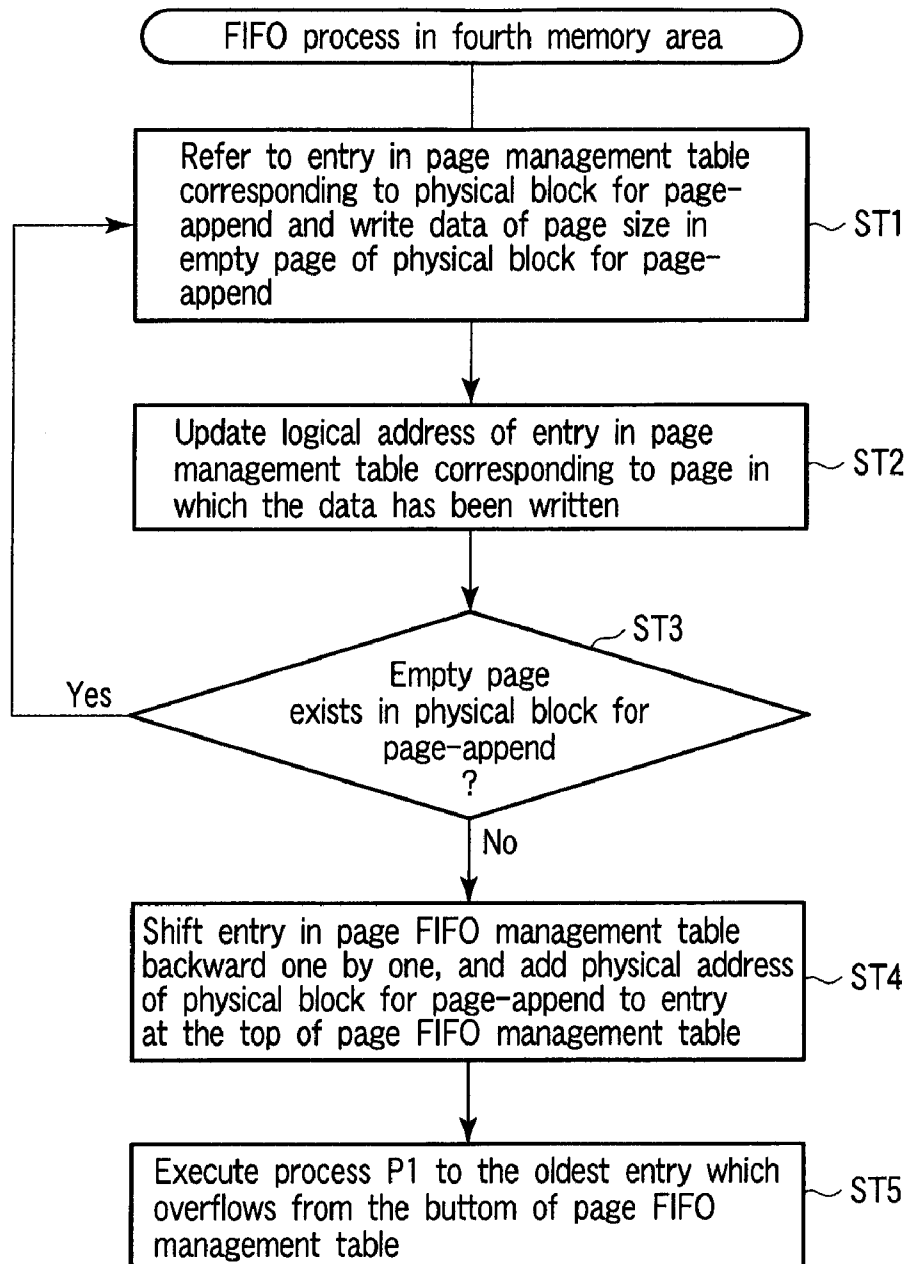 FIFO process in fourth memory area
Refer to entry in page management table
corresponding to physical block for page-
append and write data of page size in
empty page of physical block for page-
append
ST1
Update logical address of entry in page
management table corresponding to page in
which the data has been written
ST2
ST3
Empty page
exists in physical block for
page-append
?
Yes
No
Shift entry in page FIFO management table
backward one by one, and add physical address
of physical block for page-append to entry
at the top of page FIFO management table
ST4
Execute process P1 to the oldest entry which
overflows from the buttom of page FIFO
management table
ST5